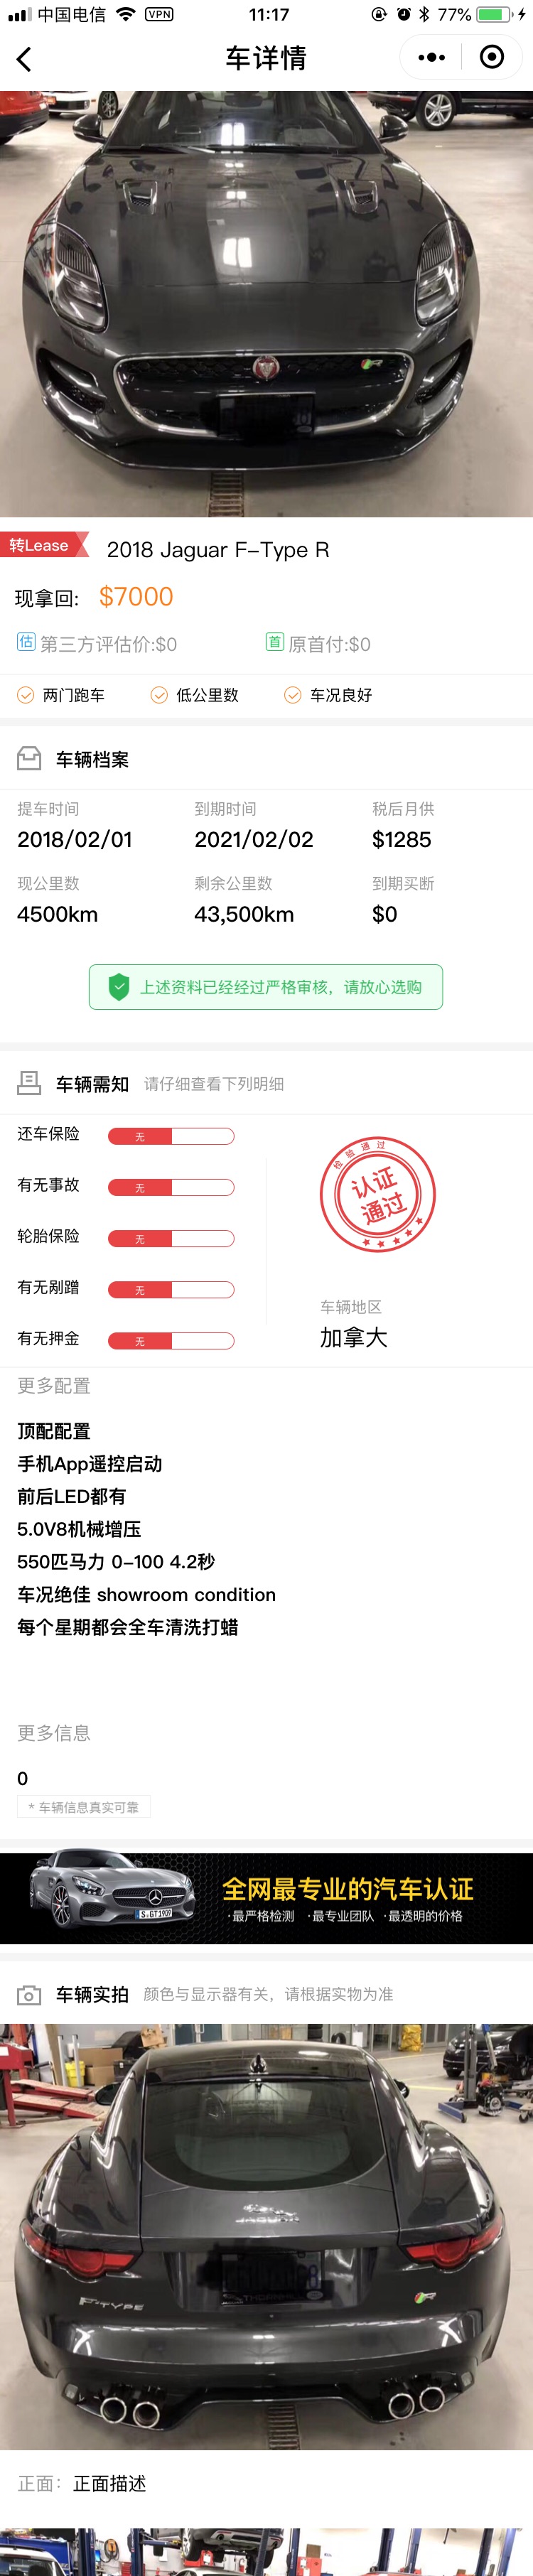 中国电信 VPN 11:17 77%
车详情
转Lease 2018 Jaguar F-Type R
现拿回: $7000
估 第三方评估价:$0 首 原首付:$0
两门跑车 低公里数 车况良好
车辆档案
提车时间 到期时间 税后月供
2018/02/01 2021/02/02 $1285
现公里数 剩余公里数 到期买断
4500km 43,500km $0
上述资料已经经过严格审核，请放心选购
车辆需知 请仔细查看下列明细
还车保险 无
有无事故 无
轮胎保险 无
有无剐蹭 无
有无押金 无
检验通过
认证
通过
车辆地区
加拿大
更多配置
顶配配置
手机App遥控启动
前后LED都有
5.0V8机械增压
550匹马力 0-100 4.2秒
车况绝佳 showroom condition
每个星期都会全车清洗打蜡
更多信息
0
* 车辆信息真实可靠
全网最专业的汽车认证
·最严格检测 ·最专业团队 ·最透明的价格
车辆实拍 颜色与显示器有关，请根据实物为准
JAGUAR
F-TYPE
正面： 正面描述